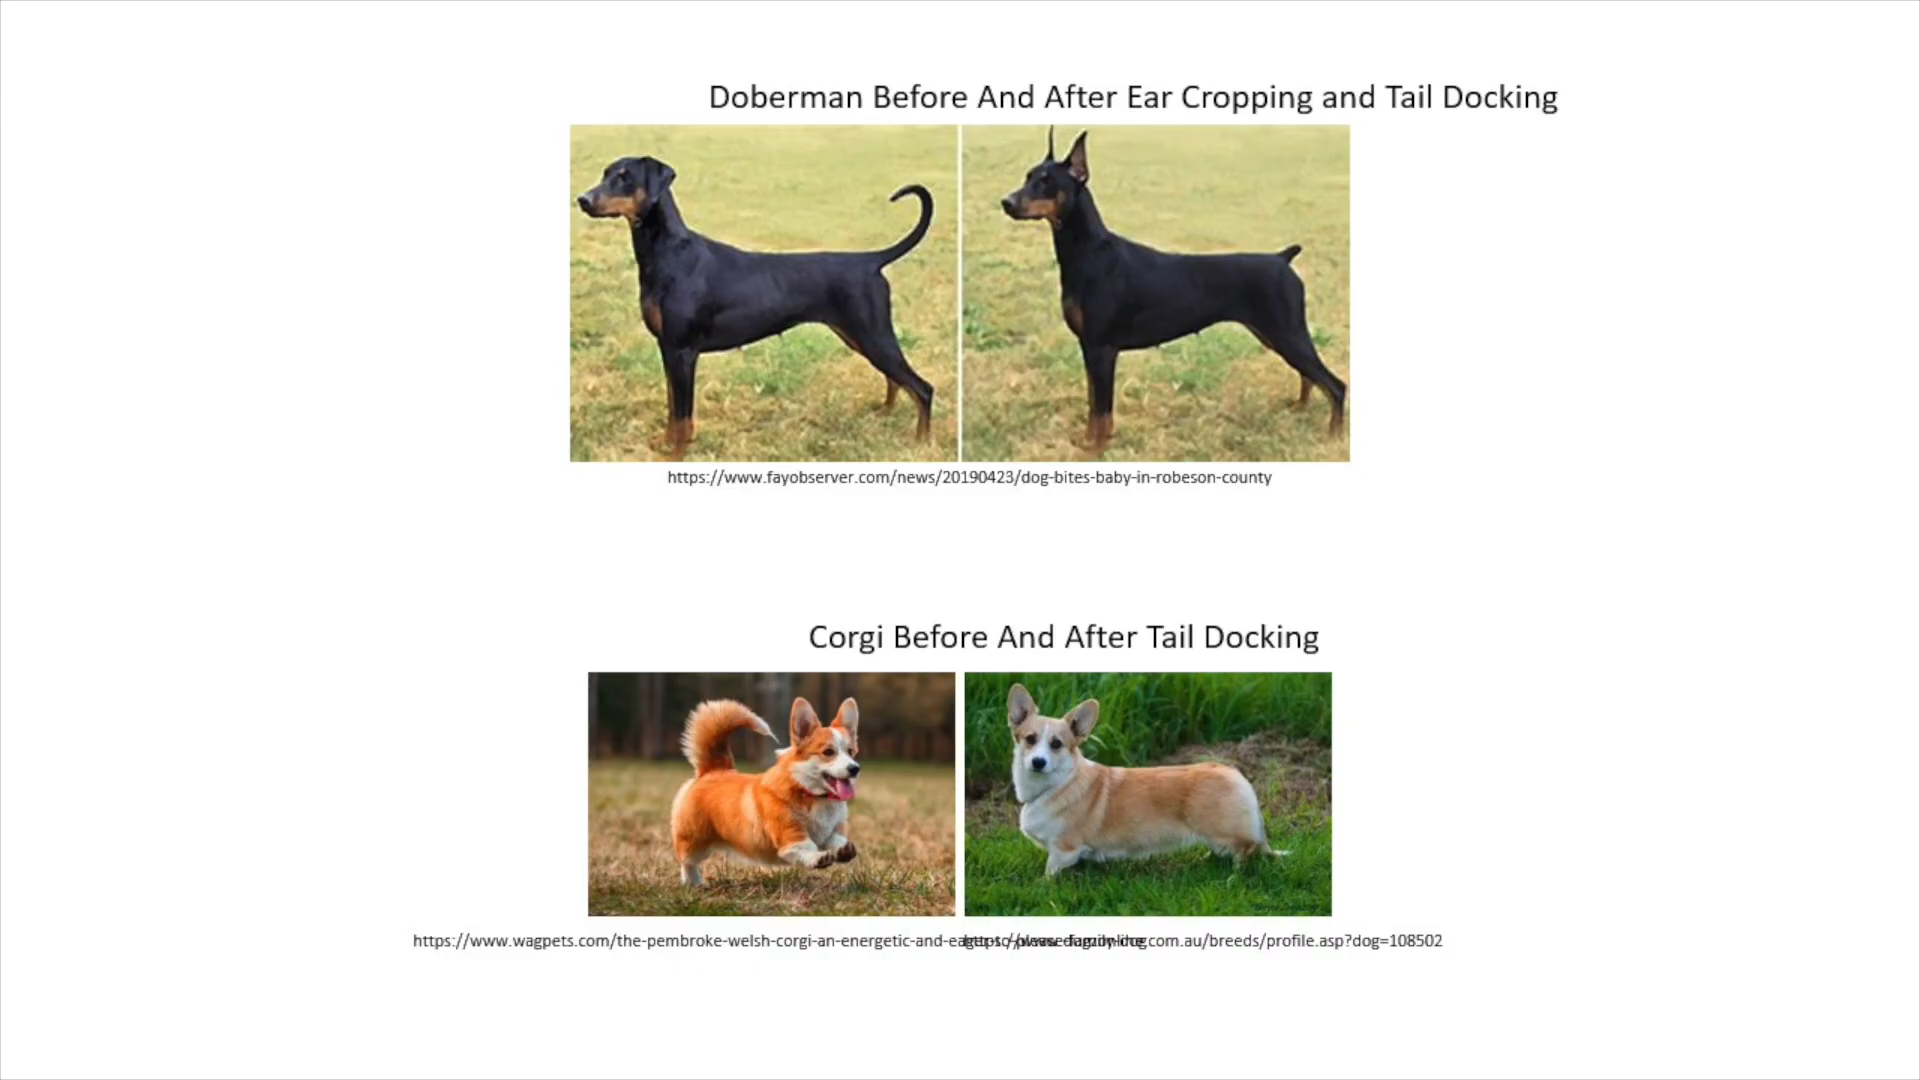 Doberman Before And After Ear Cropping and Tail Docking
https://www.fayobserver.com/news/20190423/dog-bites-baby-in-robeson-county
Corgi Before And After Tail Docking
https://www.wagpets.com/the-pembroke-welsh-corgi-an-energetic-and-ea
.com.au/breeds/profile.asp?dog=108502